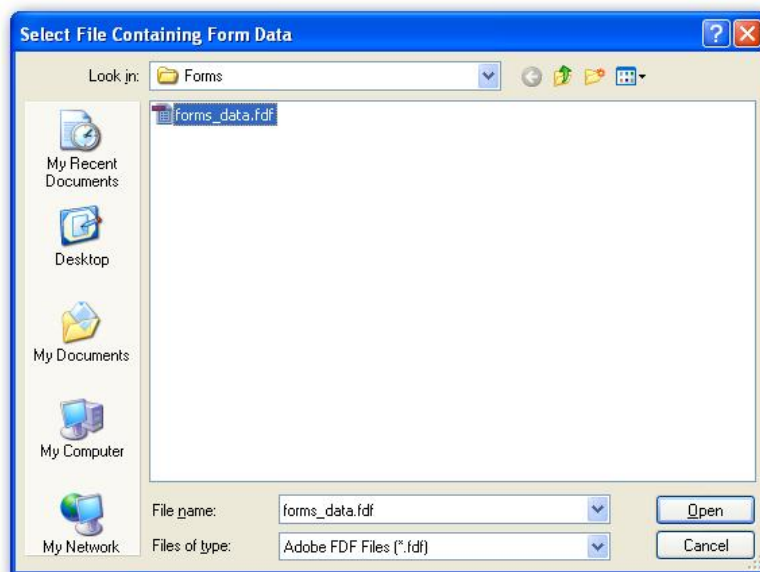 Select File Containing Form Data
Look in:
Forms
forms_data.fdf
My Recent
Documents
Desktop
My Documents
My Computer
My Network
File name:
forms_data.fdf
Open
Files of type:
Adobe FDF Files (*.fdf)
Cancel